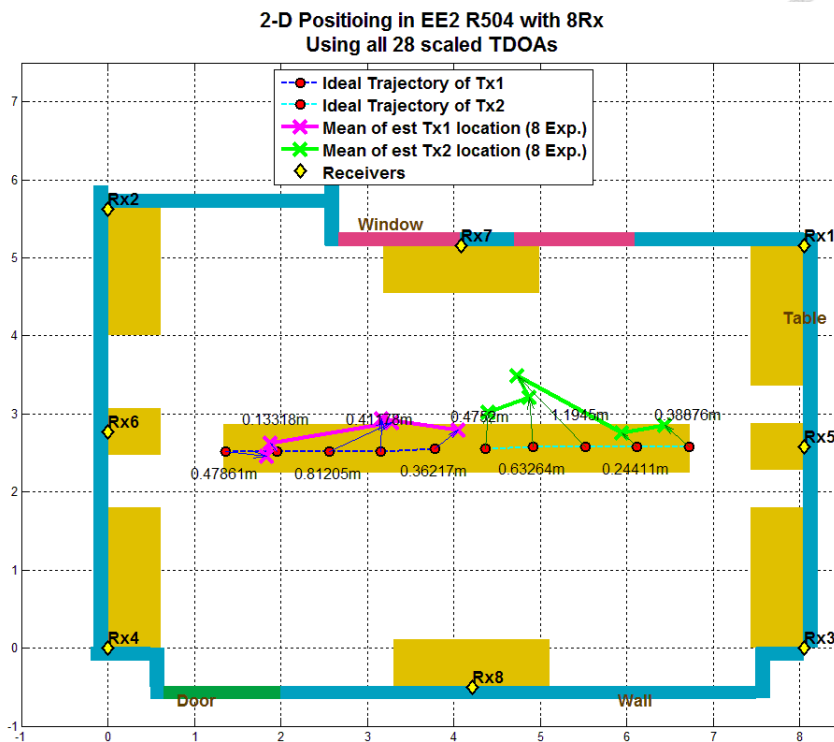 2-D Positioing in EE2 R504 with 8Rx
Using all 28 scaled TDOAs
Ideal Trajectory of Tx1
Ideal Trajectory of Tx2
Mean of est Tx1 location (8 Exp.)
Mean of est Tx2 location (8 Exp.)
Receivers
7
6
5
4
3
2
1
0
-1
Rx2
Window
Rx7
Rx1
Table
Rx6
0.13318m
0.4752m
1.1945m
0.38876m
Rx5
0.47861m
0.81205m
0.36217m
0.63264m
0.24411m
Rx4
Rx3
Rx8
Door
Wall
-1
0
1
2
3
4
5
6
7
8